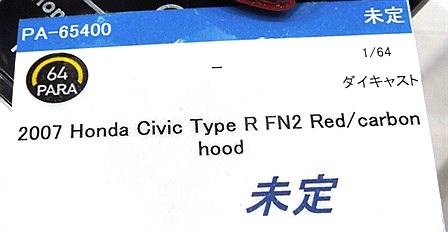 PA-65400 未定
64 PARA
-
1/64
ダイキャスト
2007 Honda Civic Type R FN2 Red/carbon
hood
未定